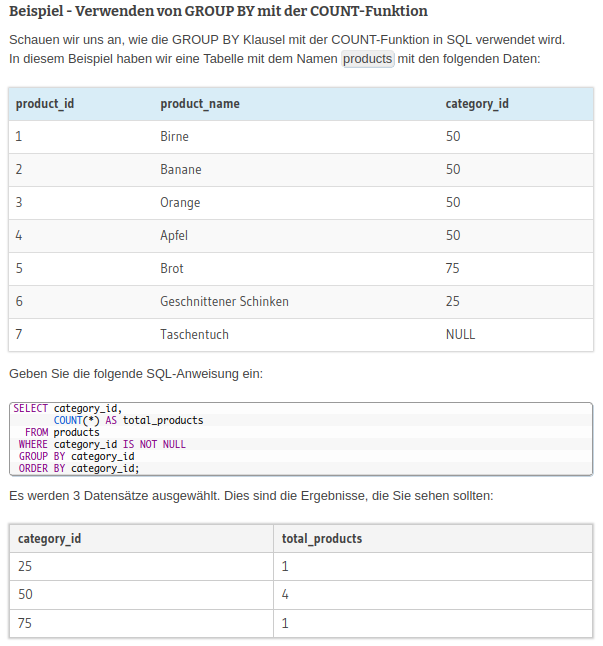 Beispiel - Verwenden von GROUP BY mit der COUNT-Funktion
Schauen wir uns an, wie die GROUP BY Klausel mit der COUNT-Funktion in SQL verwendet wird.
In diesem Beispiel haben wir eine Tabelle mit dem Namen products mit den folgenden Daten:
product_id product_name category_id
1 Birne 50
2 Banane 50
3 Orange 50
4 Apfel 50
5 Brot 75
6 Geschnittener Schinken 25
7 Taschentuch NULL
Geben Sie die folgende SQL-Anweisung ein:
SELECT category_id,
COUNT(*) AS total_products
FROM products
WHERE category_id IS NOT NULL
GROUP BY category_id
ORDER BY category_id;
Es werden 3 Datensätze ausgewählt. Dies sind die Ergebnisse, die Sie sehen sollten:
category_id total_products
25 1
50 4
75 1